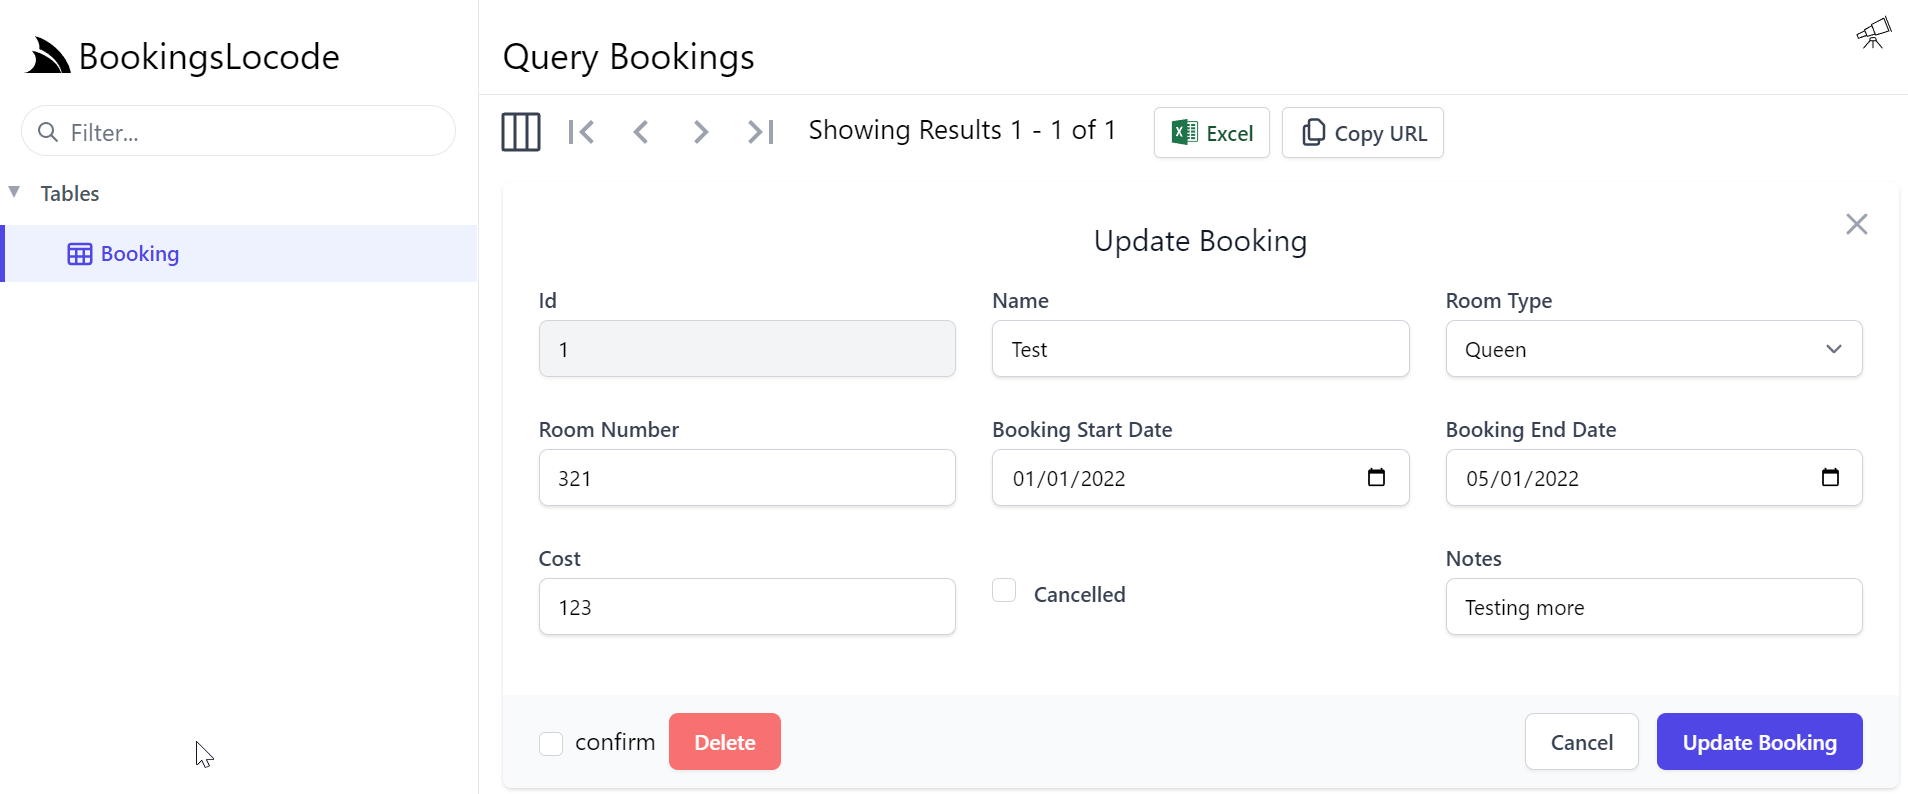 BookingsLocode
Filter...
Tables
Booking
Query Bookings
Showing Results 1 - 1 of 1
Excel
Copy URL
Update Booking
Id
Name
Room Type
1
Test
Queen
Room Number
Booking Start Date
Booking End Date
321
01/01/2022
05/01/2022
Cost
Cancelled
Notes
123
Testing more
confirm
Delete
Cancel
Update Booking